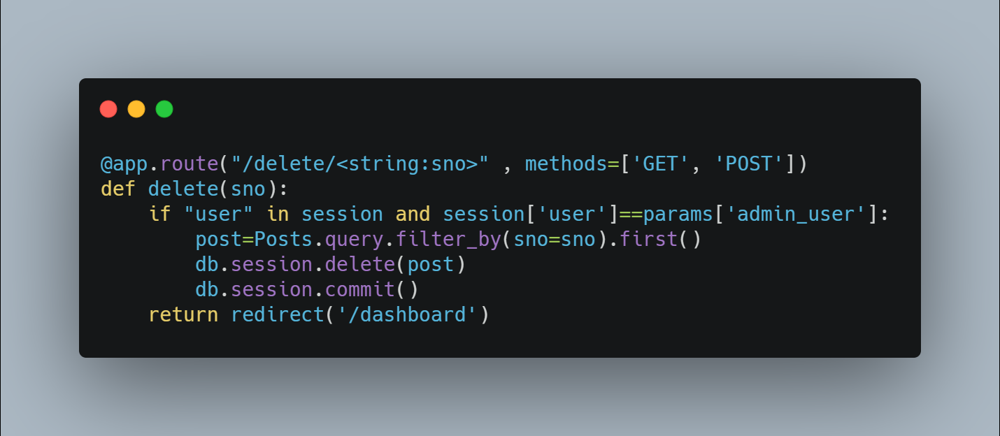 @app.route("/delete/<string:sno>" , methods=['GET', 'POST'])
def delete(sno):
    if "user" in session and session['user']==params['admin_user']:
        post=Posts.query.filter_by(sno=sno).first()
        db.session.delete(post)
        db.session.commit()
    return redirect('/dashboard')